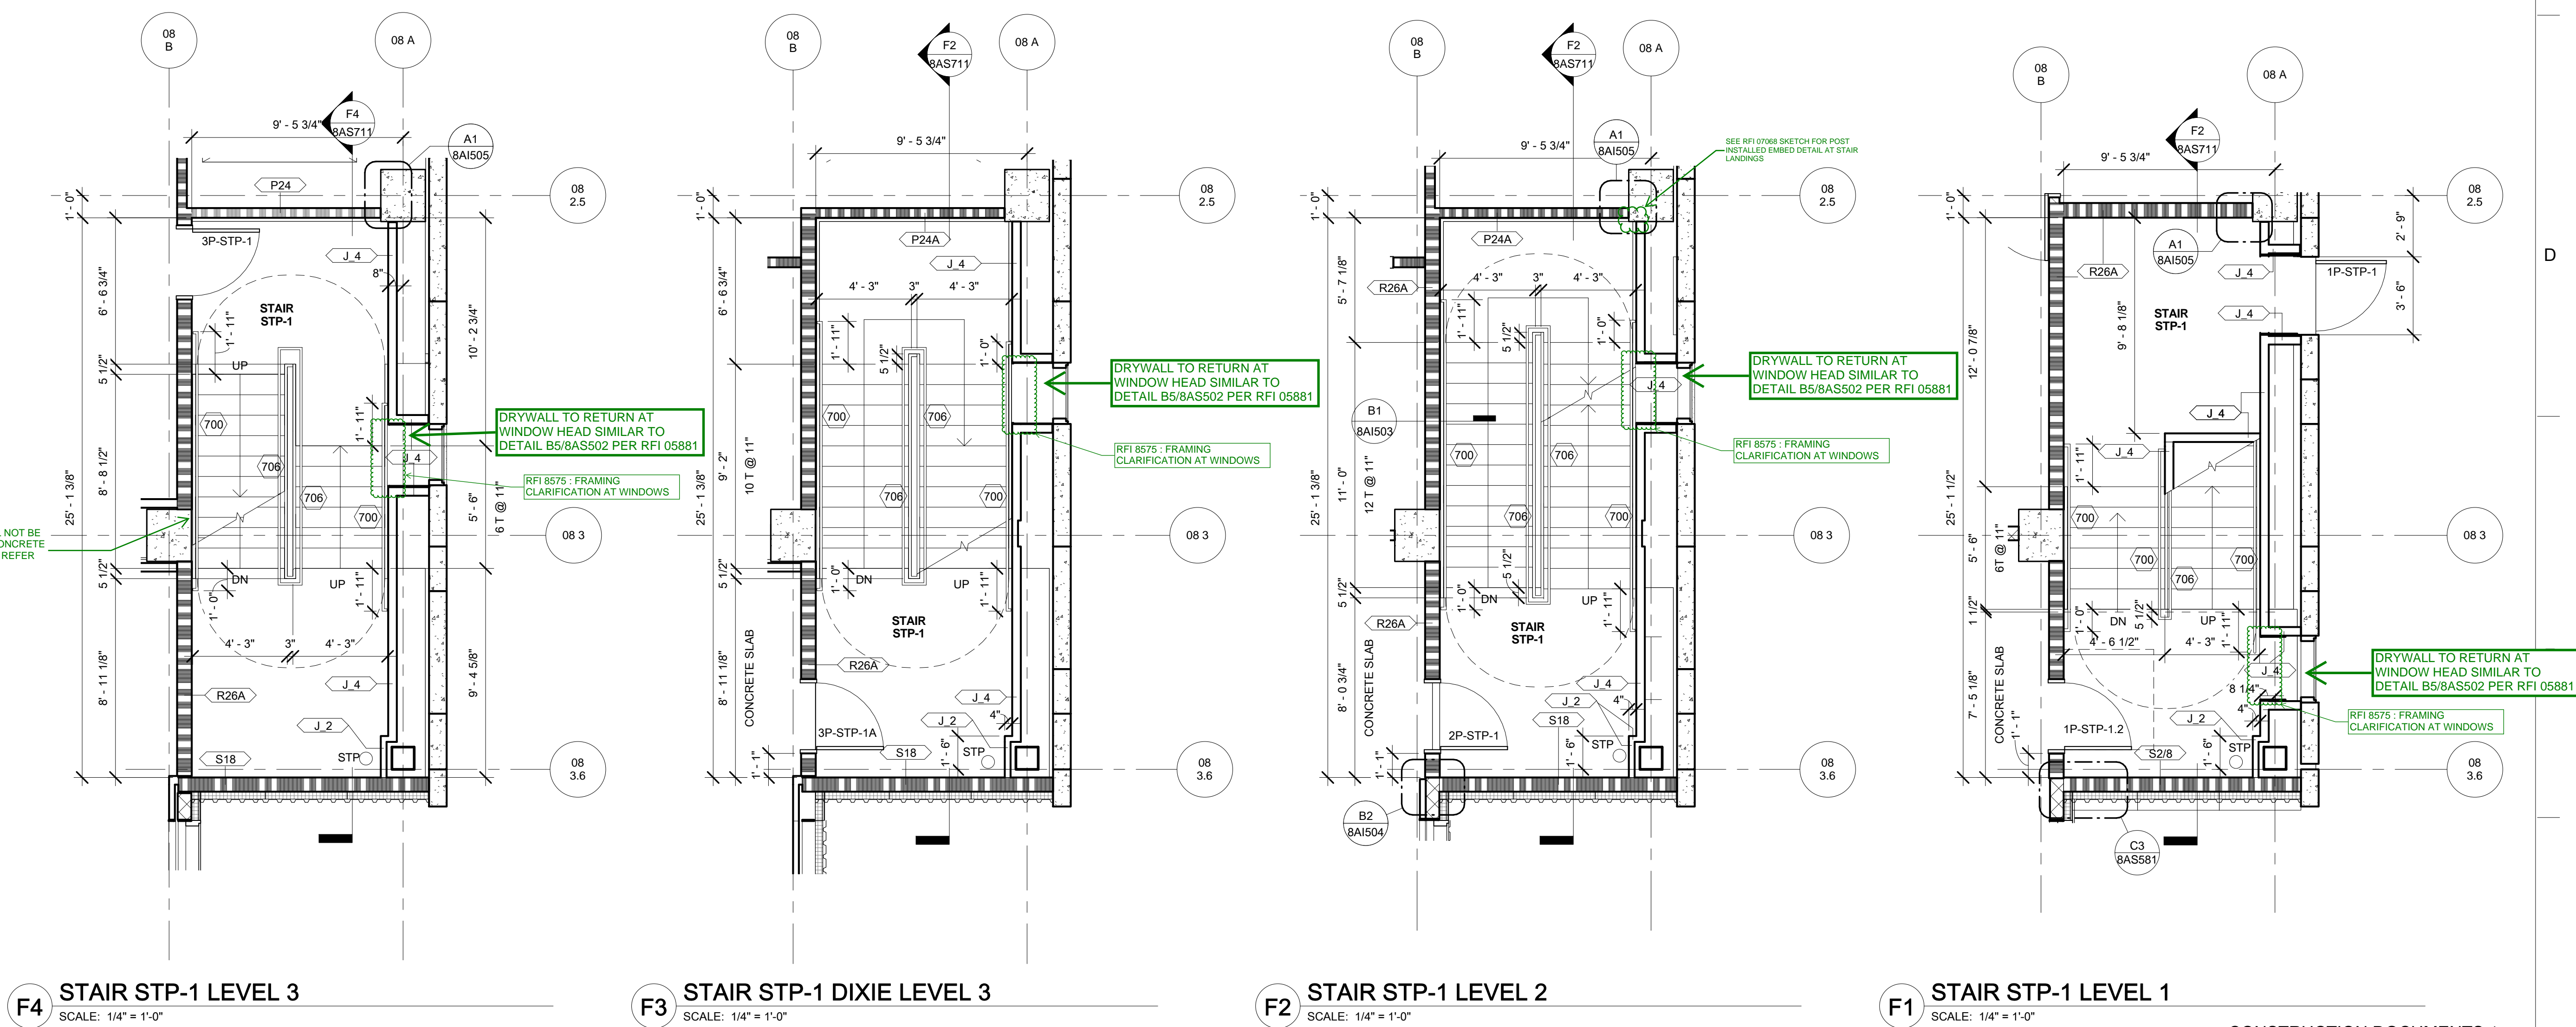 08
B
08 A
F4
8AS711
9' - 5 3/4"
A1
8AI505
P24
08
2.5
1' - 0"
3P-STP-1
J_4
8"
6' - 6 3/4"
STAIR
STP-1
1' - 11"
10' - 2 3/4"
5 1/2"
UP
700
1' - 11"
DRYWALL TO RETURN AT
WINDOW HEAD SIMILAR TO
DETAIL B5/8AS502 PER RFI 05881
J_4
8' - 8 1/2"
706
706
RFI 8575 : FRAMING
CLARIFICATION AT WINDOWS
25' - 1 3/8"
700
5' - 6"
6 T @ 11"
NOT BE
CONCRETE
REFER
08 3
5 1/2"
DN
UP
1' - 0"
1' - 11"
4' - 3"
3"
4' - 3"
8' - 11 1/8"
R26A
J_4
9' - 4 5/8"
J_2
S18
STP
08
3.6
F4
STAIR STP-1 LEVEL 3
SCALE: 1/4" = 1'-0"
08
B
F2
8AS711
08 A
9' - 5 3/4"
08
2.5
1' - 0"
P24A
J_4
6' - 6 3/4"
4' - 3"
3"
4' - 3"
1' - 11"
5 1/2"
1' - 0"
DRYWALL TO RETURN AT
WINDOW HEAD SIMILAR TO
DETAIL B5/8AS502 PER RFI 05881
700
706
RFI 8575 : FRAMING
CLARIFICATION AT WINDOWS
25' - 1 3/8"
9' - 2"
10 T @ 11"
706
700
08 3
5 1/2"
1' - 0"
DN
UP
1' - 11"
STAIR
STP-1
8' - 11 1/8"
CONCRETE SLAB
R26A
J_4
4"
3P-STP-1A
J_2
S18
STP
1' - 1"
1' - 6"
08
3.6
F3
STAIR STP-1 DIXIE LEVEL 3
SCALE: 1/4" = 1'-0"
08
B
F2
8AS711
08 A
9' - 5 3/4"
A1
8AI505
SEE RFI 07068 SKETCH FOR POST
INSTALLED EMBED DETAIL AT STAIR
LANDINGS
08
2.5
1' - 0"
P24A
5' - 7 1/8"
R26A
4' - 3"
3"
4' - 3"
1' - 11"
5 1/2"
1' - 0"
J_4
DRYWALL TO RETURN AT
WINDOW HEAD SIMILAR TO
DETAIL B5/8AS502 PER RFI 05881
B1
8AI503
700
706
RFI 8575 : FRAMING
CLARIFICATION AT WINDOWS
25' - 1 3/8"
11' - 0"
12 T @ 11"
706
700
08 3
5 1/2"
1' - 0"
DN
5 1/2"
UP
1' - 11"
R26A
STAIR
STP-1
8' - 0 3/4"
CONCRETE SLAB
J_4
J_2
4"
S18
2P-STP-1
STP
1' - 1"
1' - 6"
08
3.6
B2
8AI504
F2
STAIR STP-1 LEVEL 2
SCALE: 1/4" = 1'-0"
08
B
08 A
F2
8AS711
9' - 5 3/4"
08
2.5
1' - 0"
2' - 9"
A1
8AI505
R26A
J_4
1P-STP-1
3' - 6"
STAIR
STP-1
J_4
9' - 8 1/8"
12' - 0 7/8"
J_4
J_4
1' - 11"
25' - 1 1/2"
700
5' - 6"
6T @ 11"
08 3
700
700
706
1 1/2"
1' - 0"
DN
5 1/2"
UP
1' - 11"
4' - 6 1/2"
4' - 3"
J_4
DRYWALL TO RETURN AT
WINDOW HEAD SIMILAR TO
DETAIL B5/8AS502 PER RFI 05881
8 1/4"
4"
7' - 5 1/8"
CONCRETE SLAB
1' - 1"
1P-STP-1.2
J_2
RFI 8575 : FRAMING
CLARIFICATION AT WINDOWS
S2/8
STP
1' - 6"
08
3.6
C3
8AS581
F1
STAIR STP-1 LEVEL 1
SCALE: 1/4" = 1'-0"
D